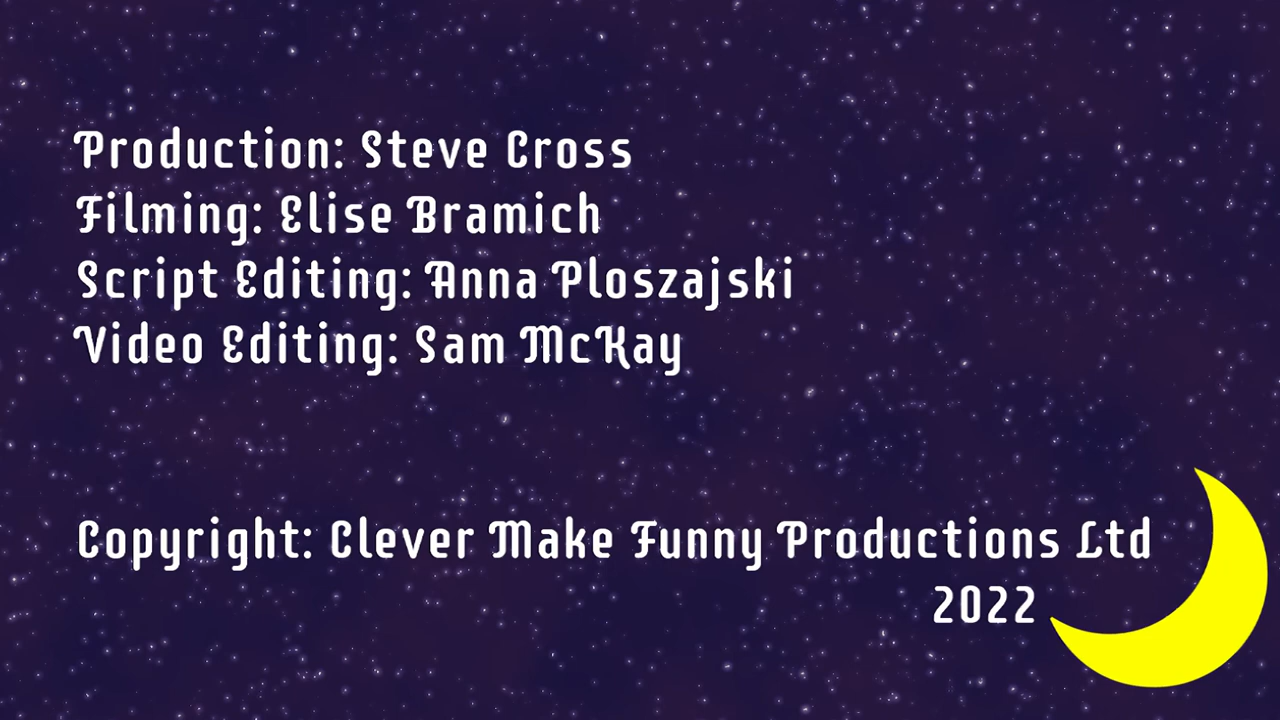 Production: Steve Cross
Filming: Elise Bramich
Script Editing: Anna Ploszajski
Video Editing: Sam McKay
Copyright: Clever Make Funny Productions Ltd
2022